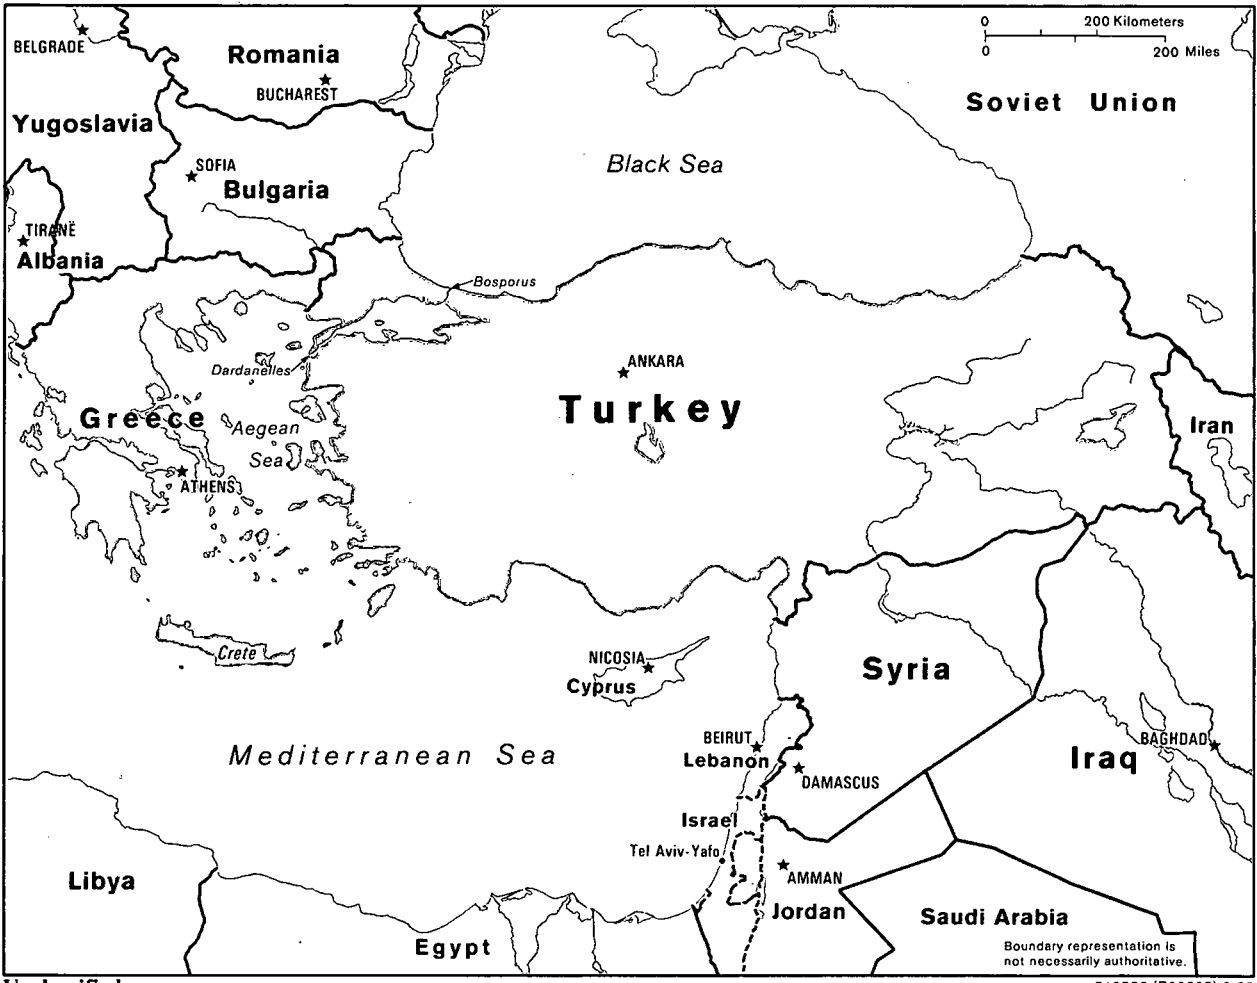 0 200 Kilometers
0 200 Miles
BELGRADE
Romania
BUCHAREST
Soviet Union
Yugoslavia
Black Sea
SOFIA
Bulgaria
TIRANË
Albania
Bosporus
ANKARA
Dardanelles
Turkey
Greece
Aegean
Sea
Iran
ATHENS
Crete
NICOSIA
Cyprus
Syria
Mediterranean Sea
BEIRUT
Lebanon
DAMASCUS
BAGHDAD
Iraq
Israel
Tel Aviv-Yafo
AMMAN
Libya
Jordan
Saudi Arabia
Egypt
Boundary representation is
not necessarily authoritative.